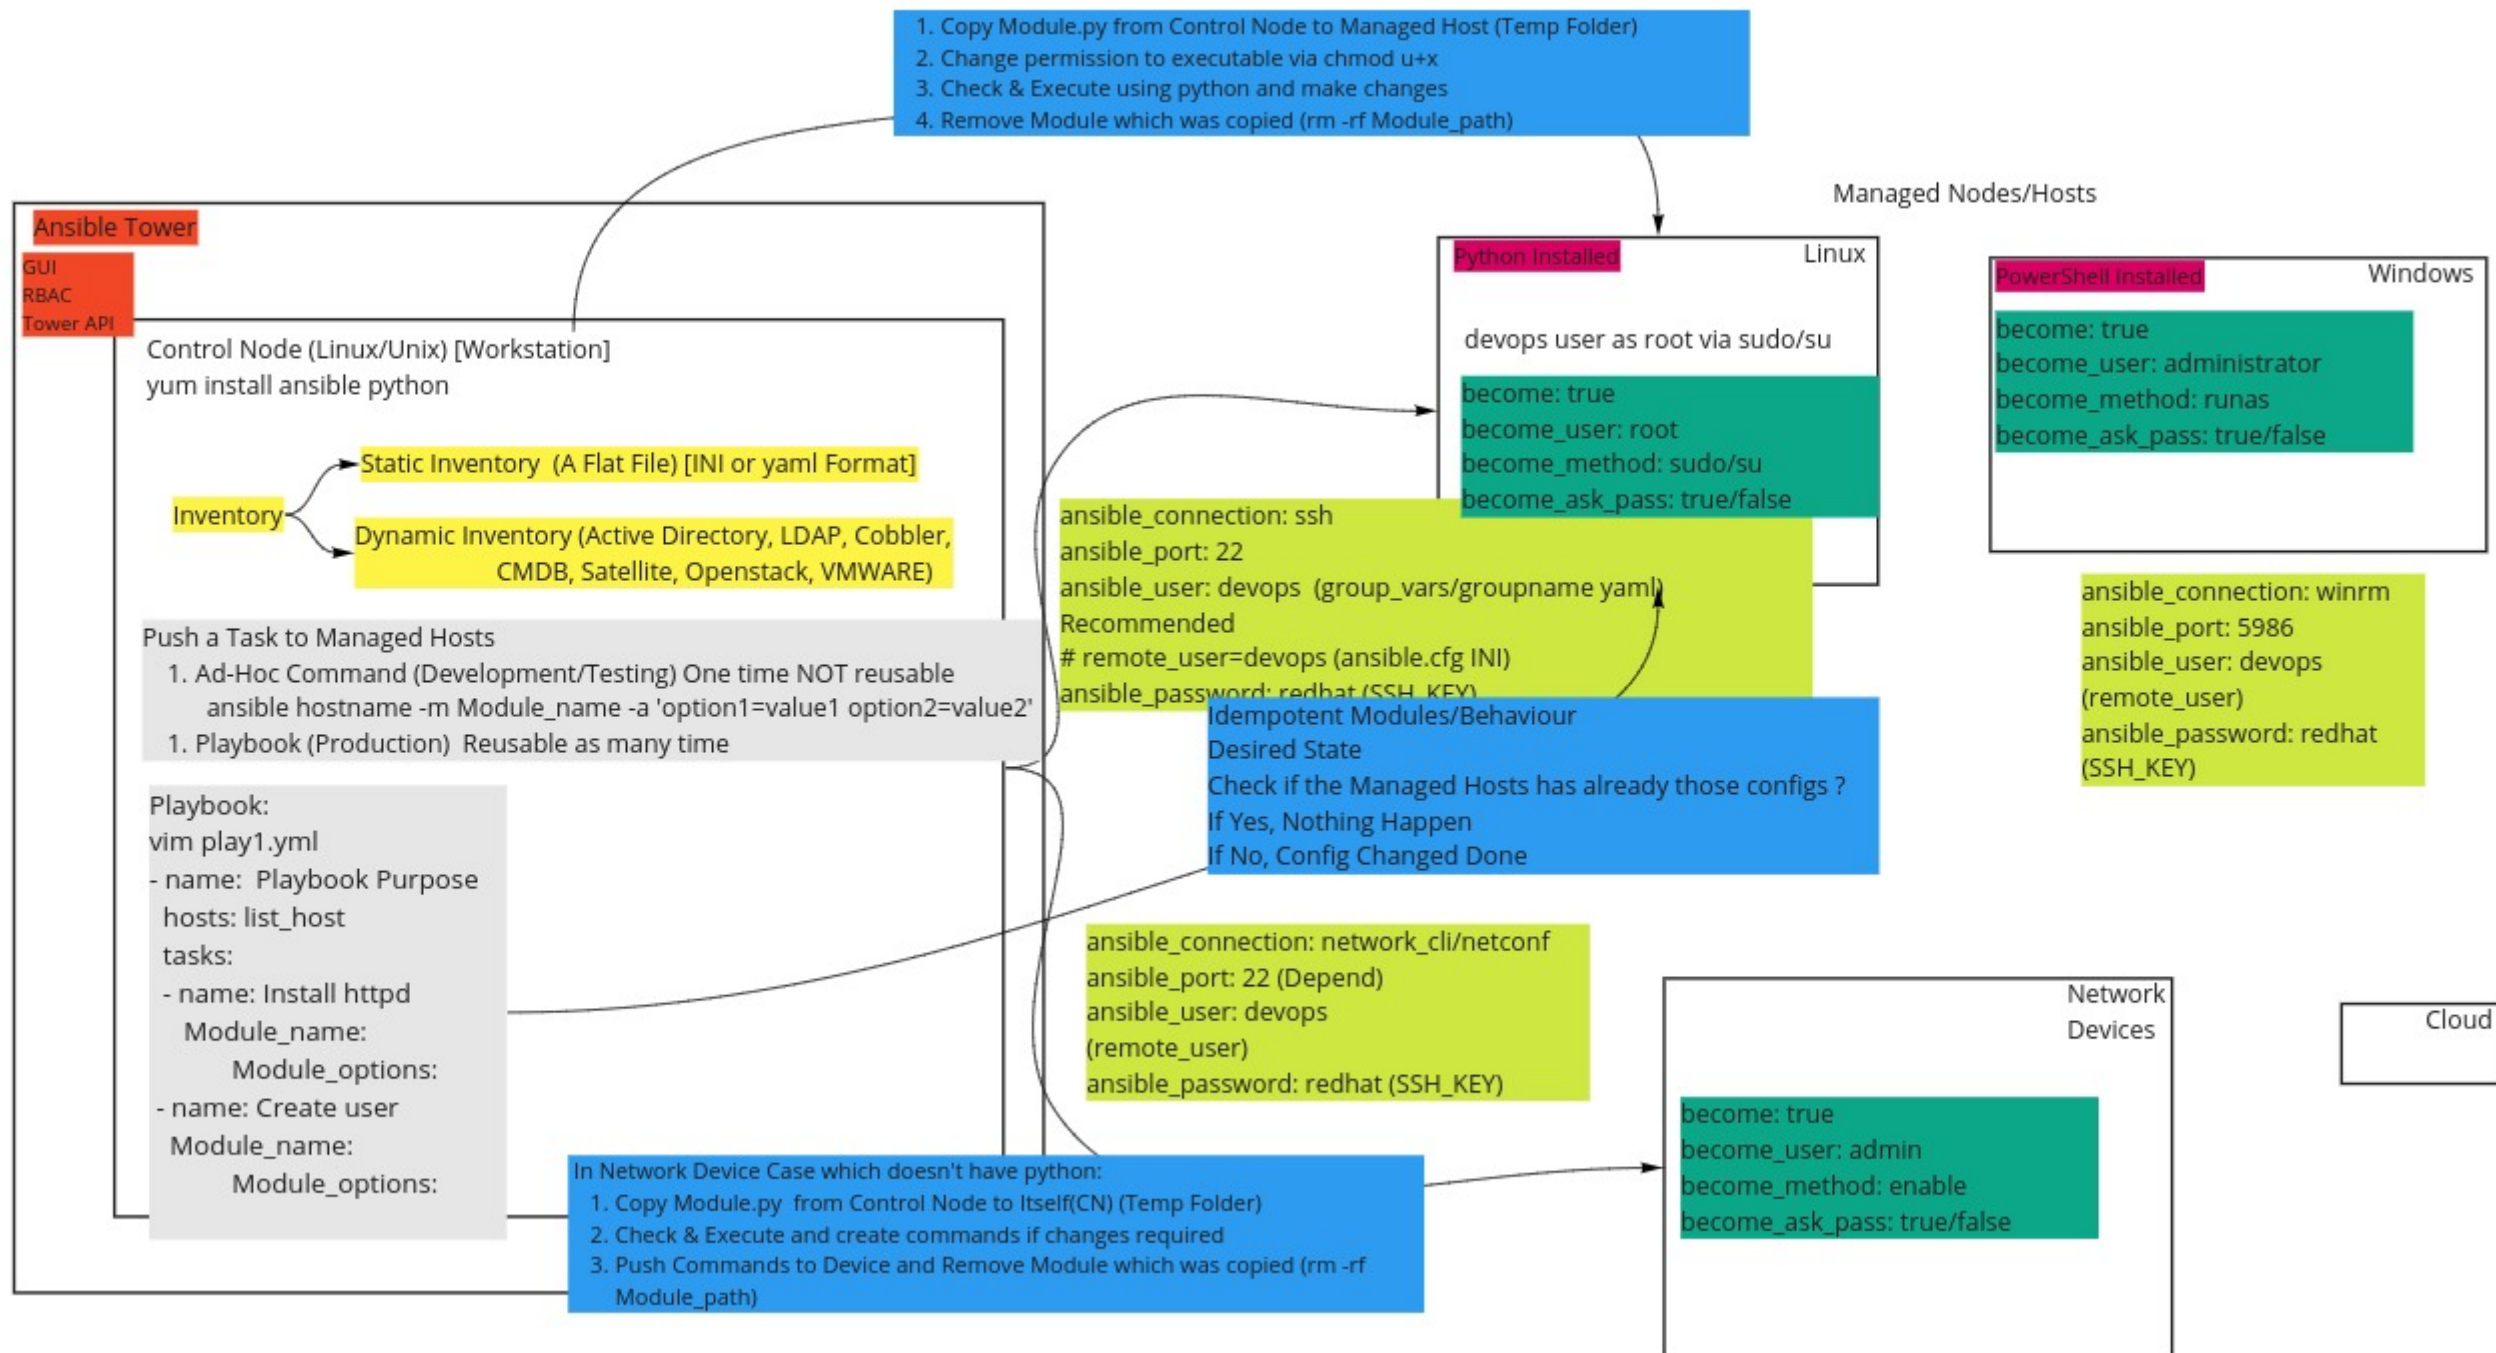 1. Copy Module.py from Control Node to Managed Host (Temp Folder)
2. Change permission to executable via chmod u+x
3. Check & Execute using python and make changes
4. Remove Module which was copied (rm -rf Module_path)
Managed Nodes/Hosts
Ansible Tower
GUI
RBAC
Tower API
Control Node (Linux/Unix) [Workstation]
yum install ansible python
Static Inventory  (A Flat File) [INI or yaml Format]
Inventory
Dynamic Inventory (Active Directory, LDAP, Cobbler,
CMDB, Satellite, Openstack, VMWARE)
Push a Task to Managed Hosts
1. Ad-Hoc Command (Development/Testing) One time NOT reusable
ansible hostname -m Module_name -a 'option1=value1 option2=value2'
1. Playbook (Production)  Reusable as many time
Playbook:
vim play1.yml
- name:  Playbook Purpose
hosts: list_host
tasks:
- name: Install httpd
Module_name:
Module_options:
- name: Create user
Module_name:
Module_options:
Python Installed
Linux
devops user as root via sudo/su
become: true
become_user: root
become_method: sudo/su
become_ask_pass: true/false
ansible_connection: ssh
ansible_port: 22
ansible_user: devops  (group_vars/groupname yaml)
Recommended
# remote_user=devops (ansible.cfg INI)
ansible_password: redhat (SSH_KEY)
Idempotent Modules/Behaviour
Desired State
Check if the Managed Hosts has already those configs ?
If Yes, Nothing Happen
If No, Config Changed Done
PowerShell Installed
Windows
become: true
become_user: administrator
become_method: runas
become_ask_pass: true/false
ansible_connection: winrm
ansible_port: 5986
ansible_user: devops
(remote_user)
ansible_password: redhat
(SSH_KEY)
ansible_connection: network_cli/netconf
ansible_port: 22 (Depend)
ansible_user: devops
(remote_user)
ansible_password: redhat (SSH_KEY)
In Network Device Case which doesn't have python:
1. Copy Module.py  from Control Node to Itself(CN) (Temp Folder)
2. Check & Execute and create commands if changes required
3. Push Commands to Device and Remove Module which was copied (rm -rf
Module_path)
Network
Devices
become: true
become_user: admin
become_method: enable
become_ask_pass: true/false
Cloud